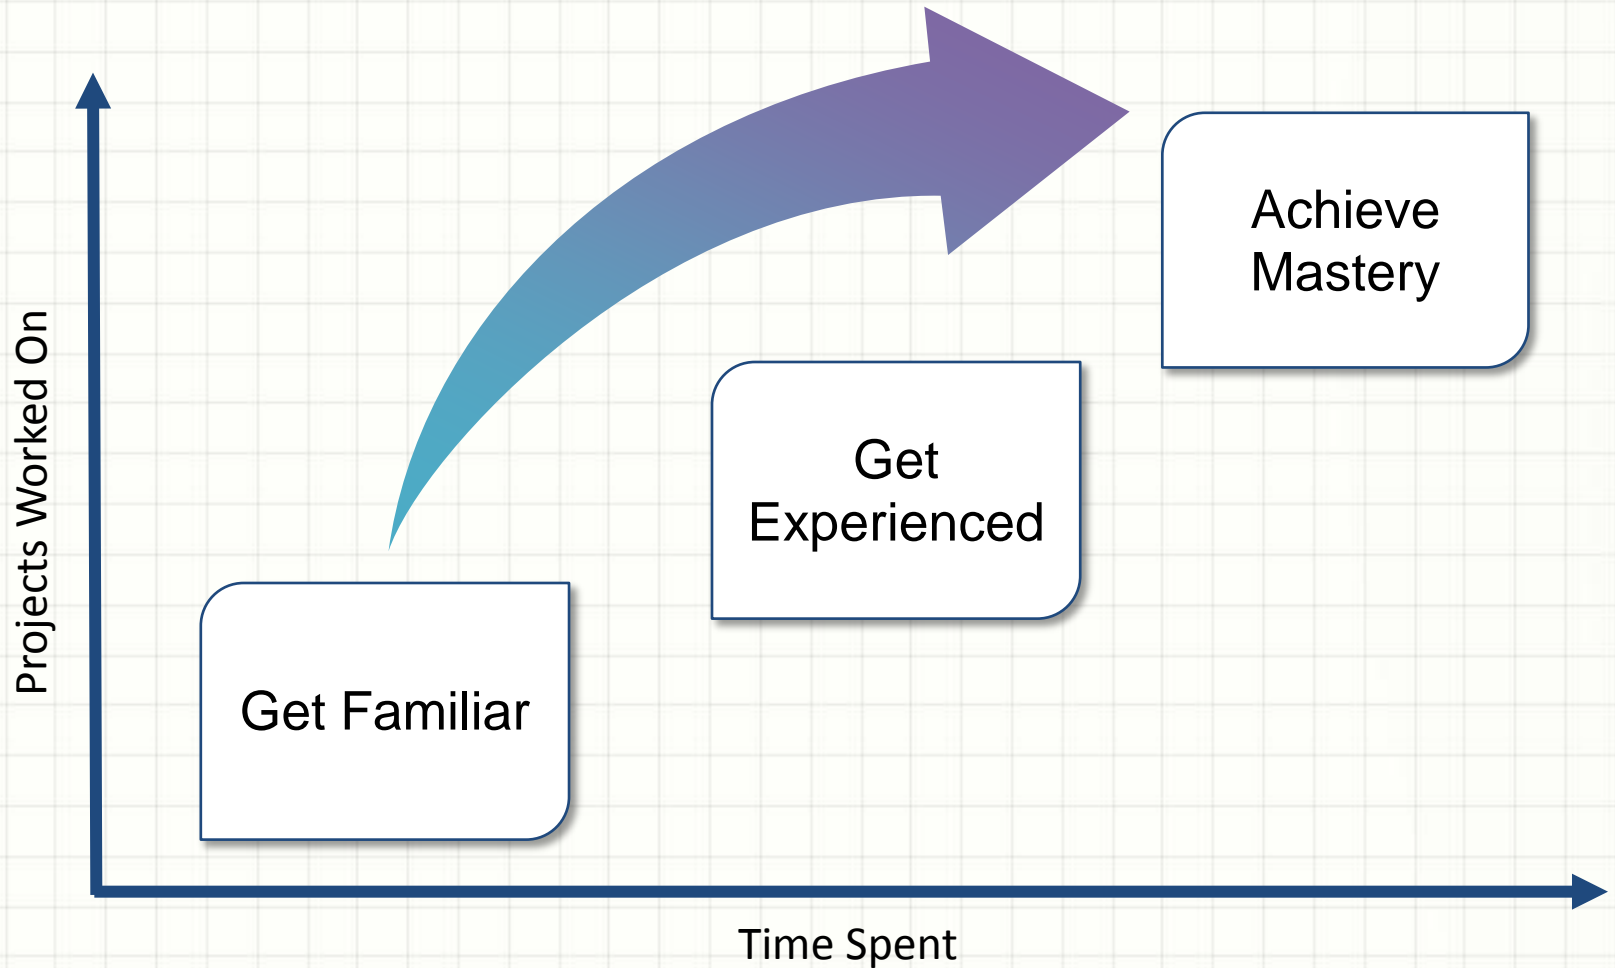 Achieve
Mastery
Get
Experienced
Get Familiar
Projects Worked On
Time Spent